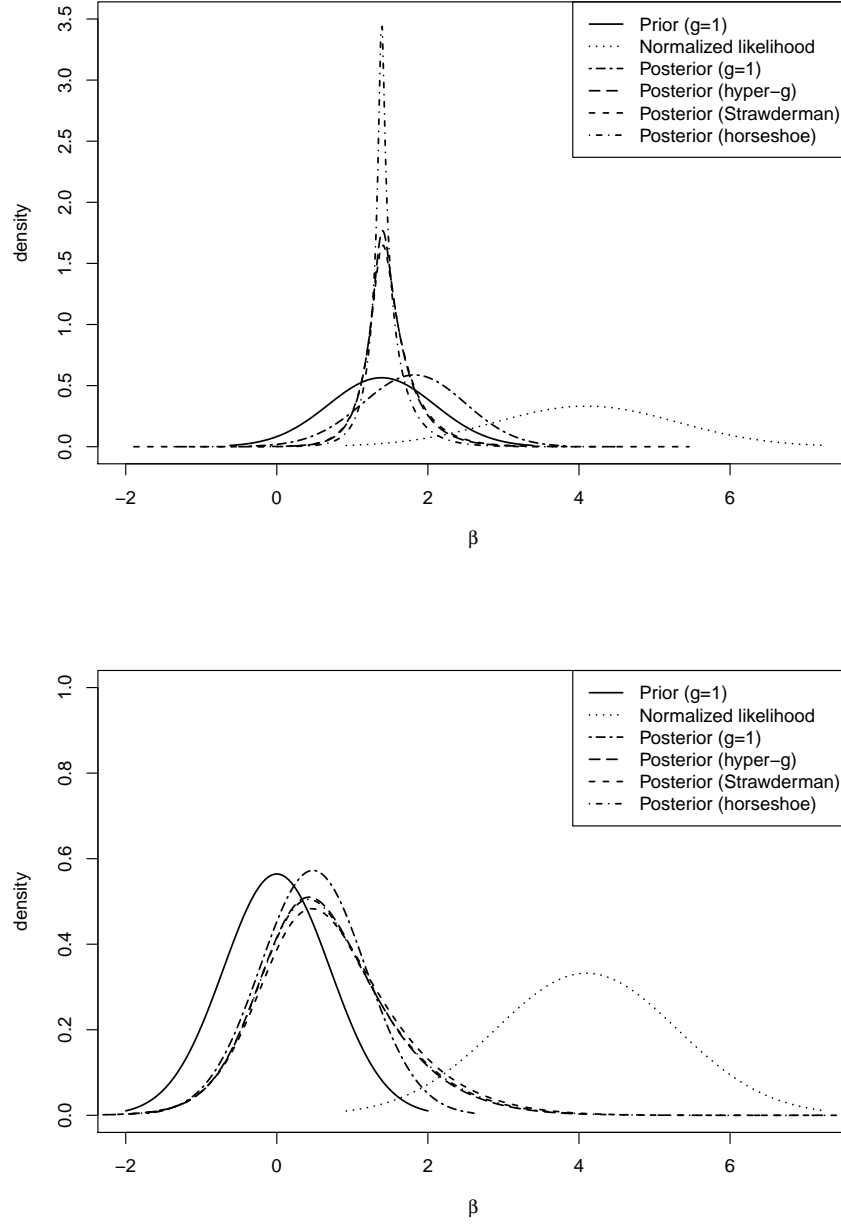 3.5
3.0
2.5
2.0
1.5
1.0
0.5
0.0
density
Prior (g=1)
Normalized likelihood
Posterior (g=1)
Posterior (hyper−g)
Posterior (Strawderman)
Posterior (horseshoe)
−2 0 2 4 6
β
1.0
0.8
0.6
0.4
0.2
0.0
density
Prior (g=1)
Normalized likelihood
Posterior (g=1)
Posterior (hyper−g)
Posterior (Strawderman)
Posterior (horseshoe)
−2 0 2 4 6
β